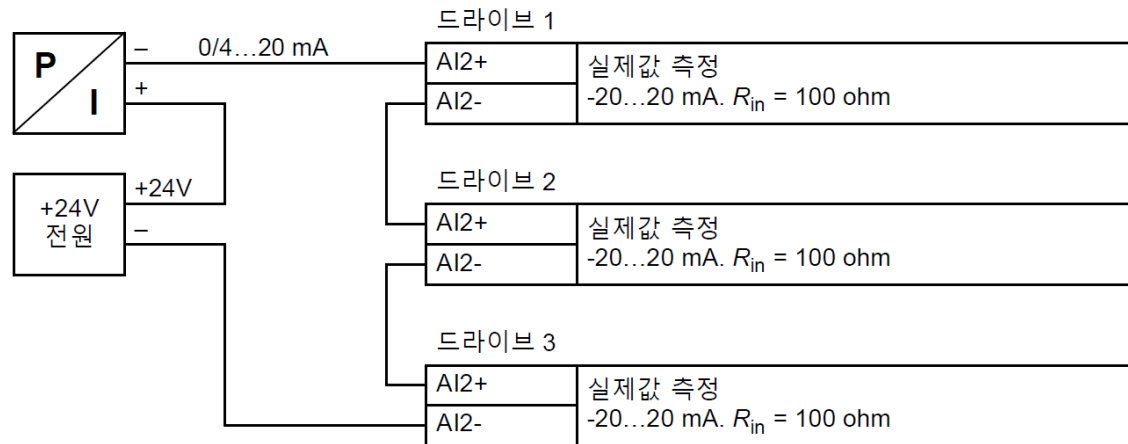 P
I
–
+
0/4…20 mA
+24V
전원
+24V
–
드라이브 1
AI2+
AI2-
실제값 측정
-20…20 mA. Rin = 100 ohm
드라이브 2
AI2+
AI2-
실제값 측정
-20…20 mA. Rin = 100 ohm
드라이브 3
AI2+
AI2-
실제값 측정
-20…20 mA. Rin = 100 ohm